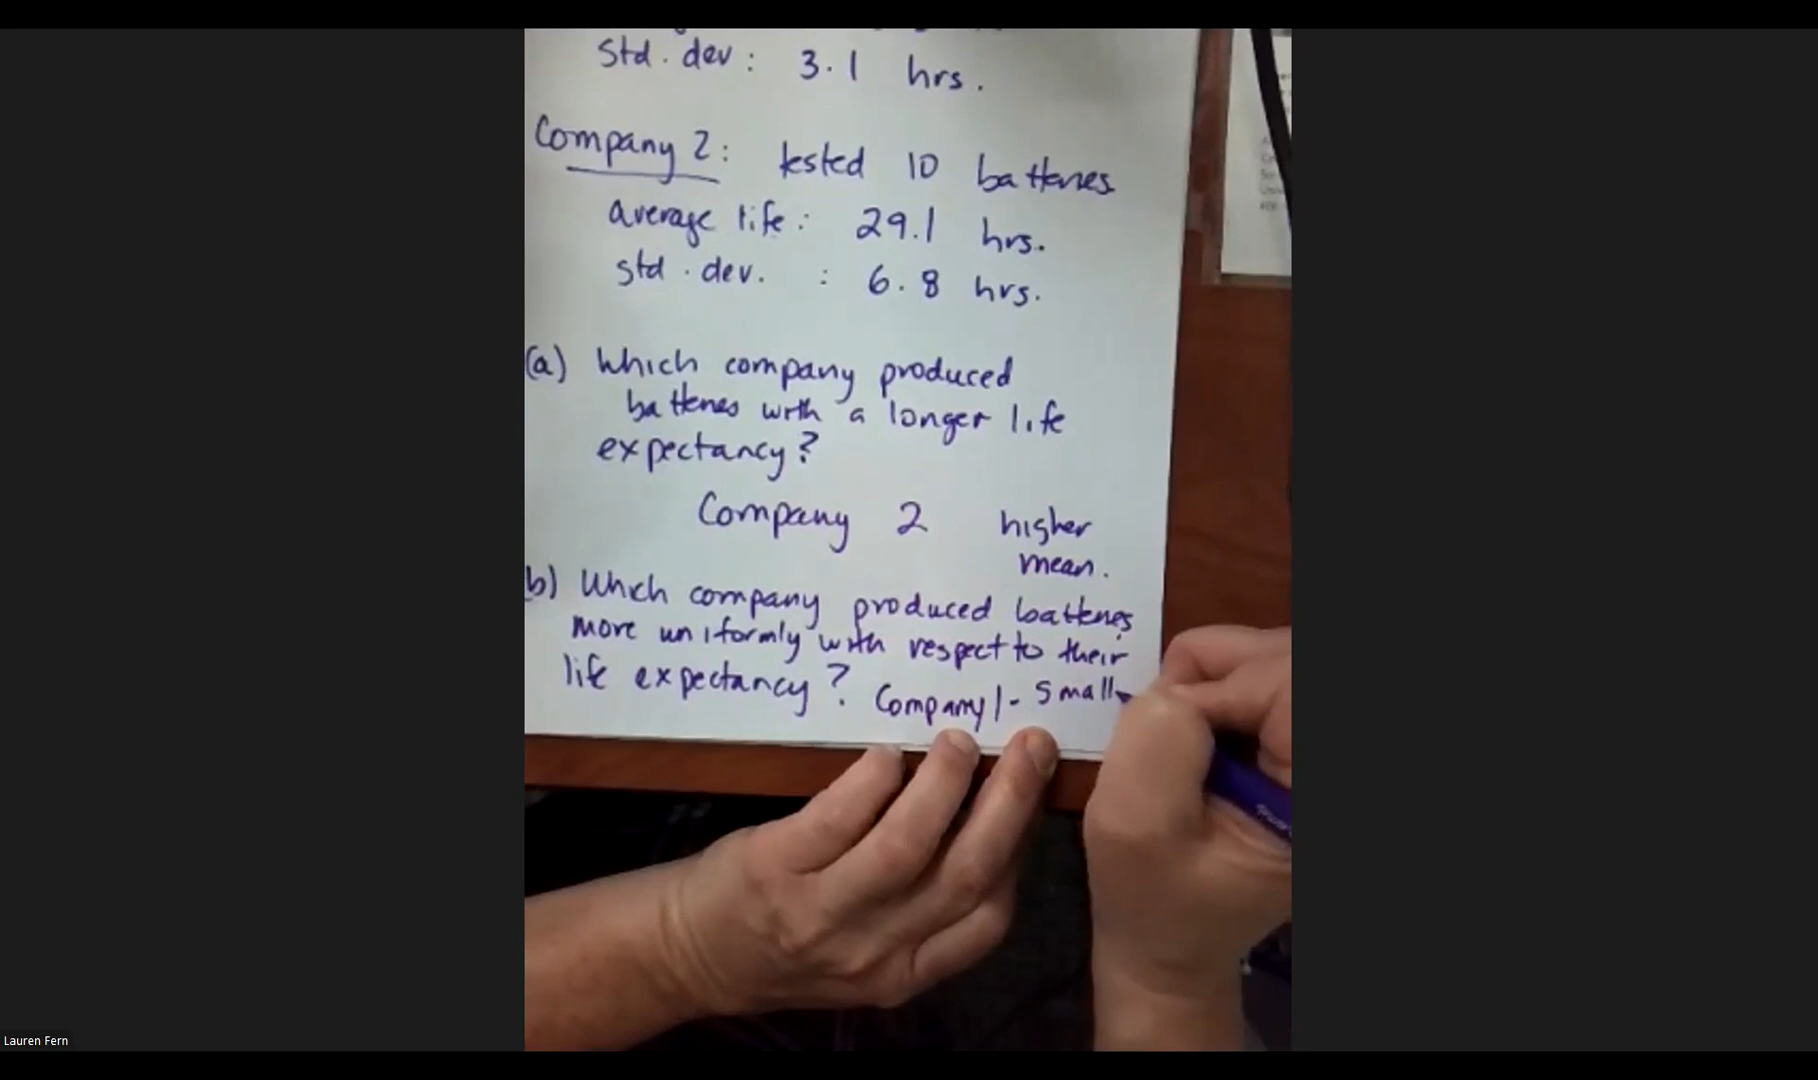 Std. dev: 3.1 hrs.
Company 2: tested 10 batteries
average life: 29.1 hrs.
std. dev. : 6.8 hrs.
(a) Which company produced
batteries with a longer life
expectancy?
Company 2 higher
mean.
b) Which company produced batteries
more uniformly with respect to their
life expectancy? Company 1 - Small
Lauren Fern